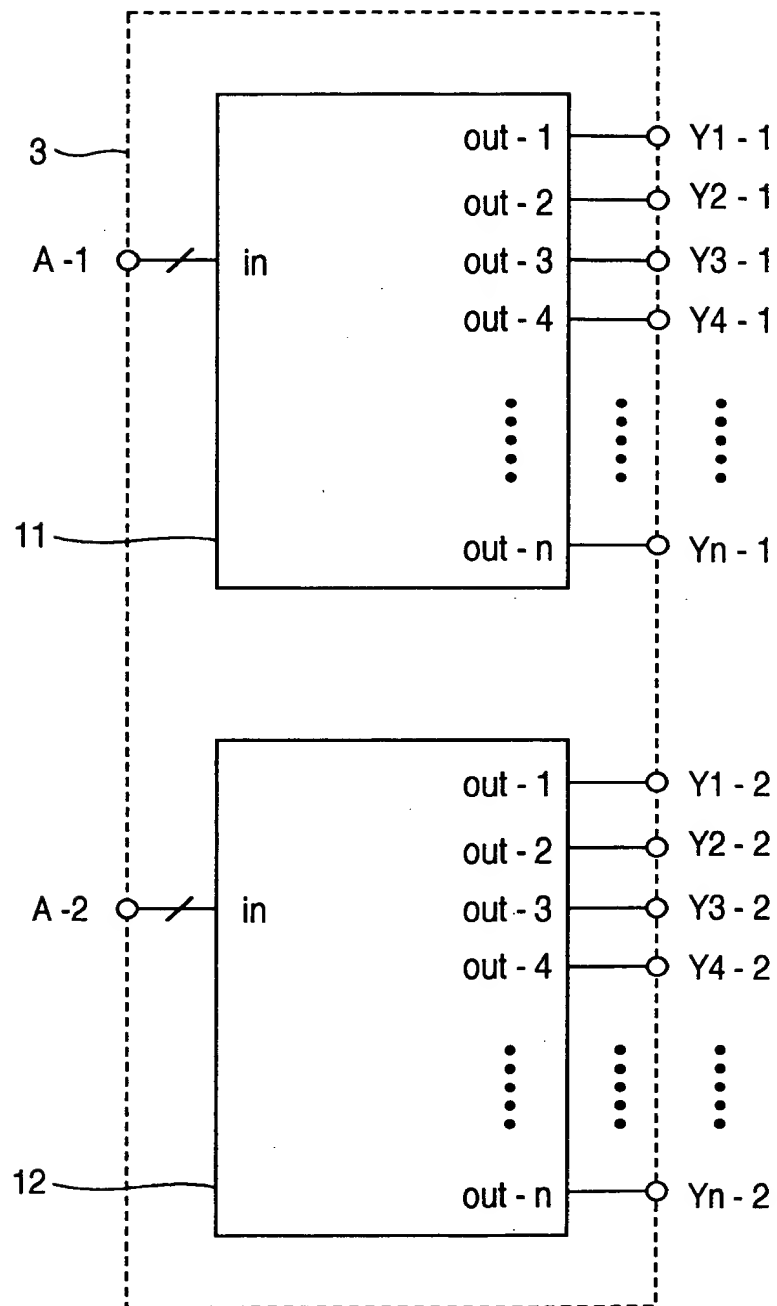 out - 1 Y1 - 1
3
out - 2 Y2 - 1
A -1 in out - 3 Y3 - 1
out - 4 Y4 - 1
11
out - n Yn - 1
out - 1 Y1 - 2
out - 2 Y2 - 2
A -2 in out - 3 Y3 - 2
out - 4 Y4 - 2
12
out - n Yn - 2